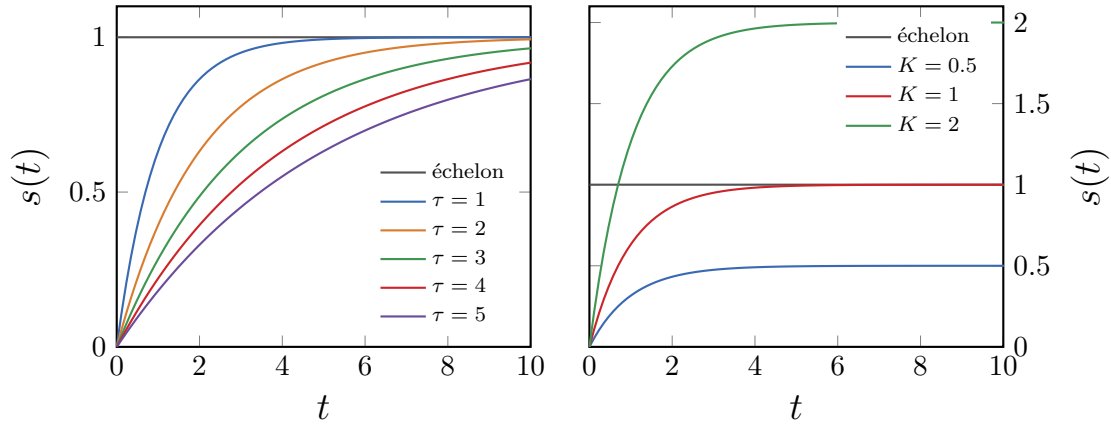 s(t)
1
0.5
0
0 2 4 6 8 10
t
échelon
τ = 1
τ = 2
τ = 3
τ = 4
τ = 5
échelon
K = 0.5
K = 1
K = 2
2
1.5
1
0.5
0
s(t)
0 2 4 6 8 10
t